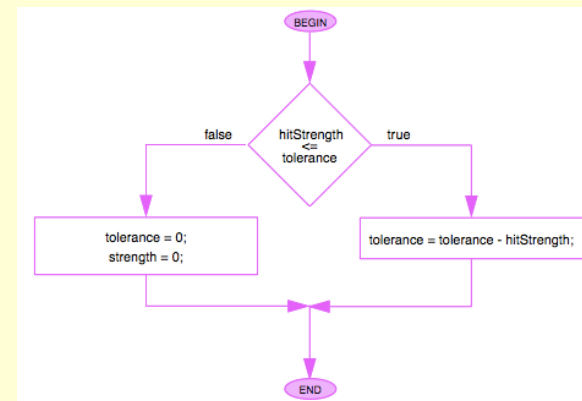 BEGIN
hitStrength
<=
tolerance
false
true
tolerance = 0;
strength = 0;
tolerance = tolerance - hitStrength;
END